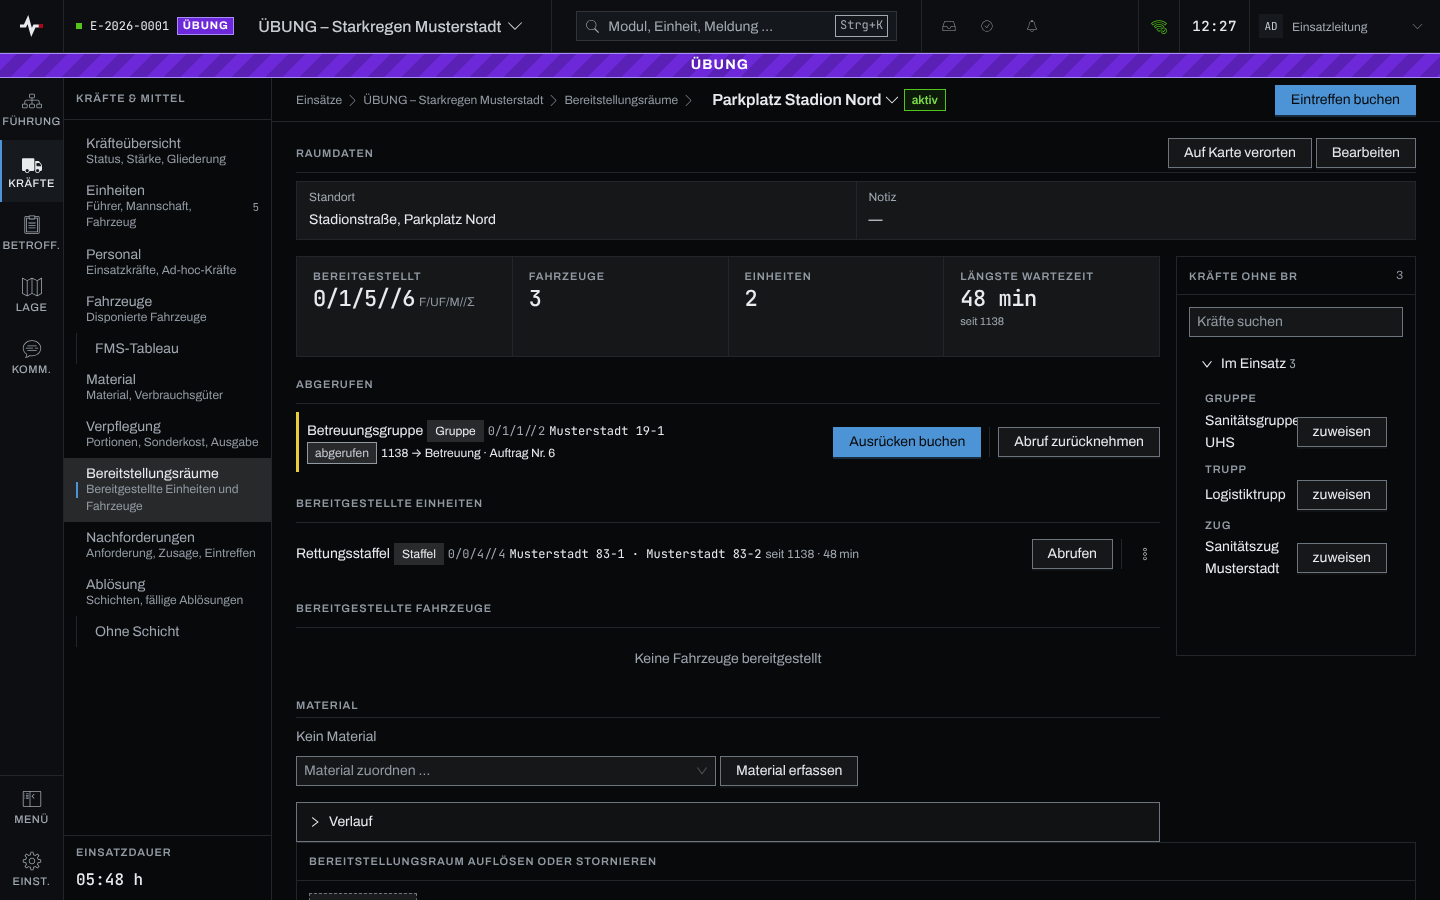 E-2026-0001 ÜBUNG ÜBUNG – Starkregen Musterstadt Modul, Einheit, Meldung ... Strg+K 12:27 AD Einsatzleitung
ÜBUNG
FÜHRUNG
KRÄFTE
BETROFF.
LAGE
KOMM.
MENÜ
EINST.
KRÄFTE & MITTEL
Kräfteübersicht
Status, Stärke, Gliederung
Einheiten
Führer, Mannschaft,
Fahrzeug
5
Personal
Einsatzkräfte, Ad-hoc-Kräfte
Fahrzeuge
Disponierte Fahrzeuge
FMS-Tableau
Material
Material, Verbrauchsgüter
Verpflegung
Portionen, Sonderkost, Ausgabe
Bereitstellungsräume
Bereitgestellte Einheiten und
Fahrzeuge
Nachforderungen
Anforderung, Zusage, Eintreffen
Ablösung
Schichten, fällige Ablösungen
Ohne Schicht
EINSATZDAUER
05:48 h
Einsätze ÜBUNG – Starkregen Musterstadt Bereitstellungsräume Parkplatz Stadion Nord aktiv Eintreffen buchen
RAUMDATEN Auf Karte verorten Bearbeiten
Standort
Stadionstraße, Parkplatz Nord
Notiz
—
BEREITGESTELLT
0/1/5//6 F/UF/M//Σ
FAHRZEUGE
3
EINHEITEN
2
LÄNGSTE WARTEZEIT
48 min
seit 1138
ABGERUFEN
Betreuungsgruppe Gruppe 0/1/1//2 Musterstadt 19-1
abgerufen 1138 → Betreuung · Auftrag Nr. 6
Ausrücken buchen Abruf zurücknehmen
BEREITGESTELLTE EINHEITEN
Rettungsstaffel Staffel 0/0/4//4 Musterstadt 83-1 · Musterstadt 83-2 seit 1138 · 48 min Abrufen
BEREITGESTELLTE FAHRZEUGE
Keine Fahrzeuge bereitgestellt
MATERIAL
Kein Material
Material zuordnen ... Material erfassen
Verlauf
BEREITSTELLUNGSRAUM AUFLÖSEN ODER STORNIEREN
KRÄFTE OHNE BR 3
Kräfte suchen
Im Einsatz 3
GRUPPE
Sanitätsgruppe
UHS
zuweisen
TRUPP
Logistiktrupp zuweisen
ZUG
Sanitätszug
Musterstadt
zuweisen